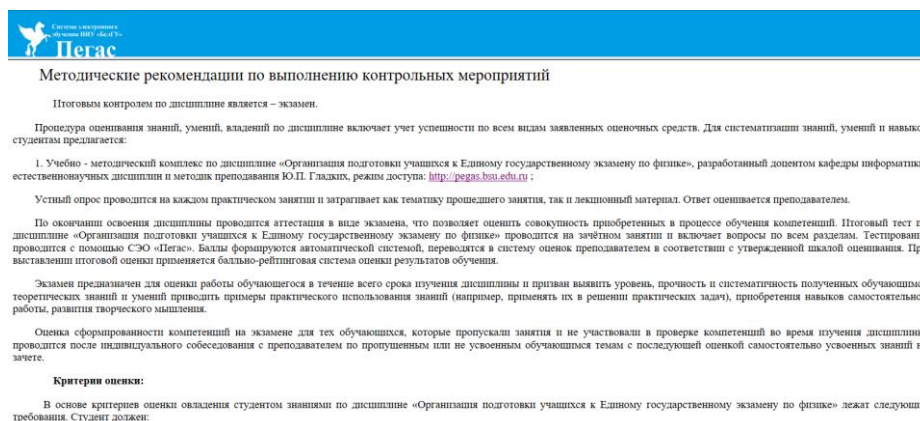 Система электронного
обучения НИУ «БелГУ»
Пегас
Методические рекомендации по выполнению контрольных мероприятий
Итоговым контролем по дисциплине является – экзамен.
Процедура оценивания знаний, умений, владений по дисциплине включает учет успешности по всем видам заявленных оценочных средств. Для систематизации знаний, умений и навыко
студентам предлагается:
1. Учебно - методический комплекс по дисциплине «Организация подготовки учащихся к Единому государственному экзамену по физике», разработанный доцентом кафедры информатики
естественнонаучных дисциплин и методик преподавания Ю.П. Гладких, режим доступа: http://pegas.bsu.edu.ru ;
Устный опрос проводится на каждом практическом занятии и затрагивает как тематику прошедшего занятия, так и лекционный материал. Ответ оценивается преподавателем.
По окончании освоения дисциплины проводится аттестация в виде экзамена, что позволяет оценить совокупность приобретенных в процессе обучения компетенций. Итоговый тест п
дисциплине «Организация подготовки учащихся к Единому государственному экзамену по физике» проводится на зачётном занятии и включает вопросы по всем разделам. Тестировани
проводится с помощью СЭО «Пегас». Баллы формируются автоматической системой, переводятся в систему оценок преподавателем в соответствии с утвержденной шкалой оценивания. Пр
выставлении итоговой оценки применяется балльно-рейтинговая система оценки результатов обучения.
Экзамен предназначен для оценки работы обучающегося в течение всего срока изучения дисциплины и призван выявить уровень, прочность и систематичность полученных обучающимс
теоретических знаний и умений приводить примеры практического использования знаний (например, применять их в решении практических задач), приобретения навыков самостоятельно
работы, развития творческого мышления.
Оценка сформированности компетенций на экзамене для тех обучающихся, которые пропускали занятия и не участвовали в проверке компетенций во время изучения дисциплины
проводится после индивидуального собеседования с преподавателем по пропущенным или не усвоенным обучающимся темам с последующей оценкой самостоятельно усвоенных знаний н
зачете.
Критерии оценки:
В основе критериев оценки овладения студентом знаниями по дисциплине «Организация подготовки учащихся к Единому государственному экзамену по физике» лежат следующи
требования. Студент должен: